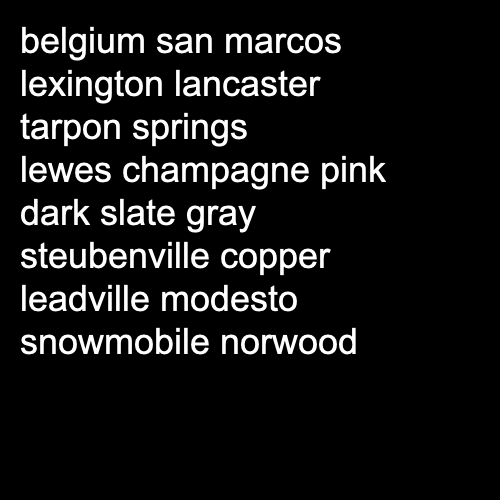 belgium san marcos
lexington lancaster
tarpon springs
lewes champagne pink
dark slate gray
steubenville copper
leadville modesto
snowmobile norwood